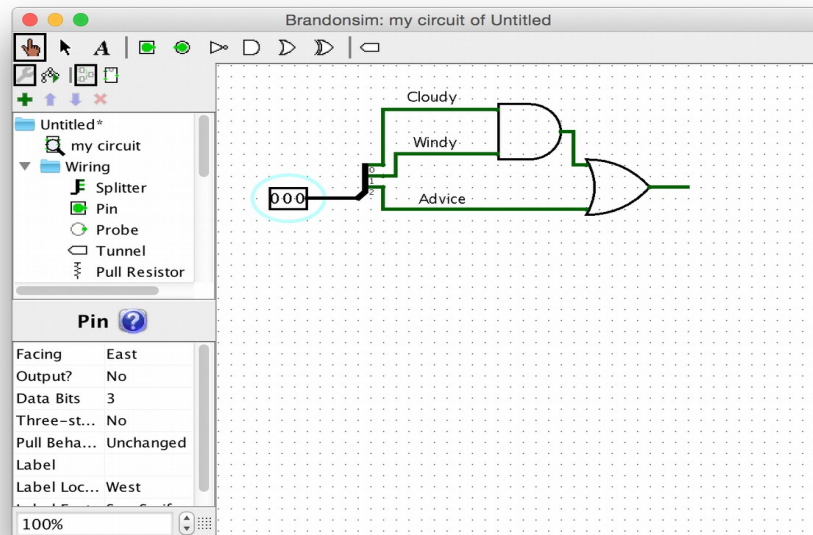 Brandonsim: my circuit of Untitled
A
Untitled*
my circuit
Wiring
Splitter
Pin
Probe
Tunnel
Pull Resistor
Pin ?
Facing East
Output? No
Data Bits 3
Three-st... No
Pull Beha... Unchanged
Label
Label Loc... West
100%
Cloudy
Windy
Advice
000
0
1
2